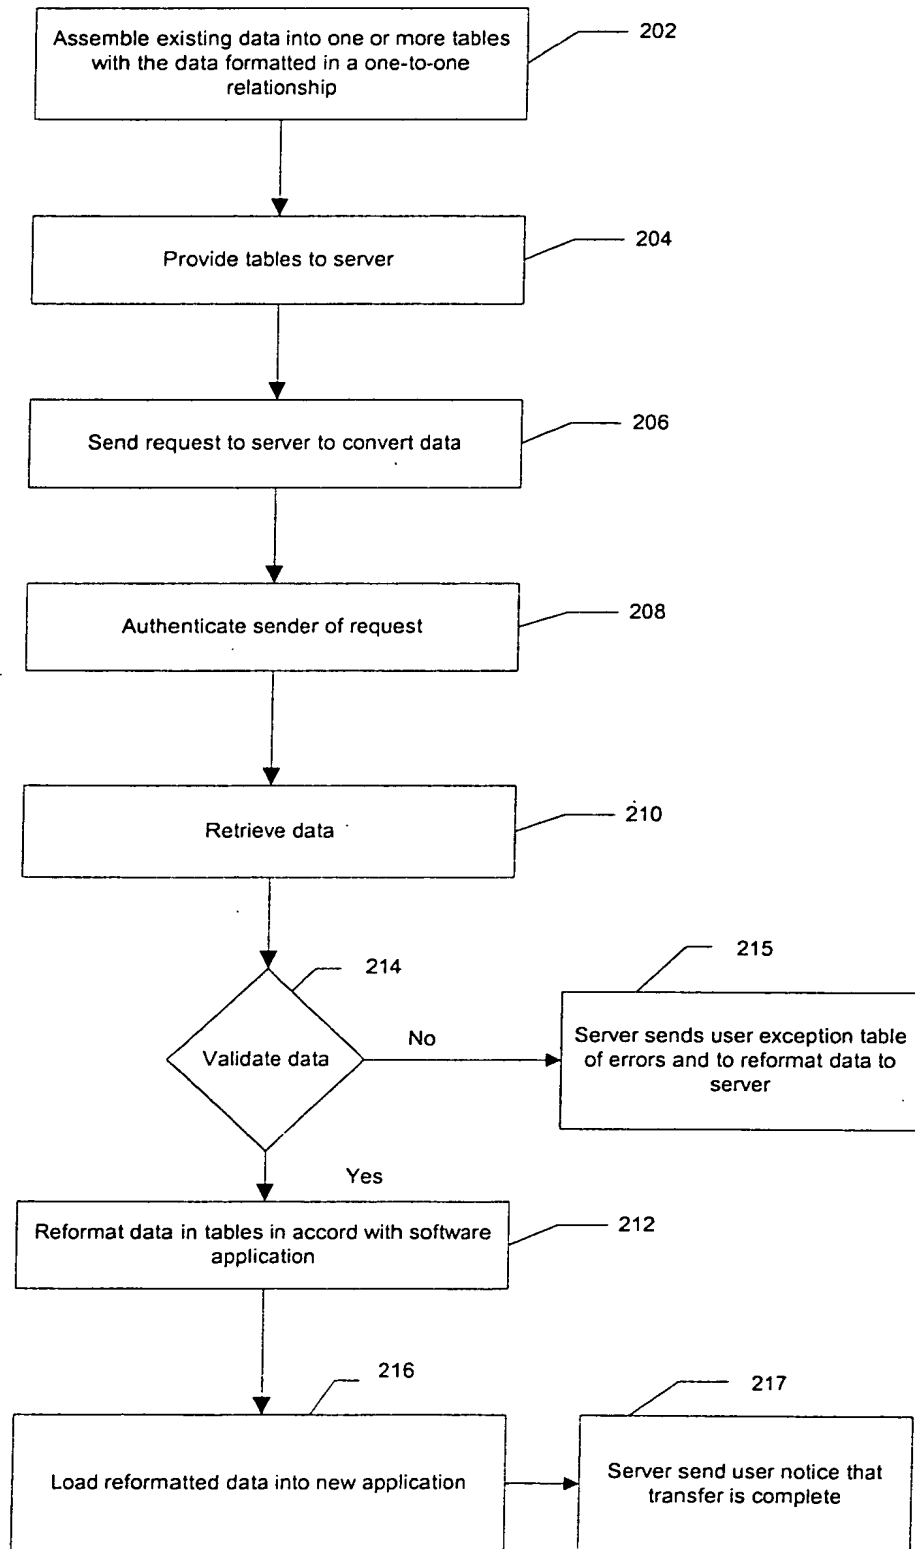 Assemble existing data into one or more tables
with the data formatted in a one-to-one
relationship
202
Provide tables to server
204
Send request to server to convert data
206
Authenticate sender of request
208
Retrieve data
210
214
Validate data
No
215
Server sends user exception table
of errors and to reformat data to
server
Yes
Reformat data in tables in accord with software
application
212
216
Load reformatted data into new application
217
Server send user notice that
transfer is complete